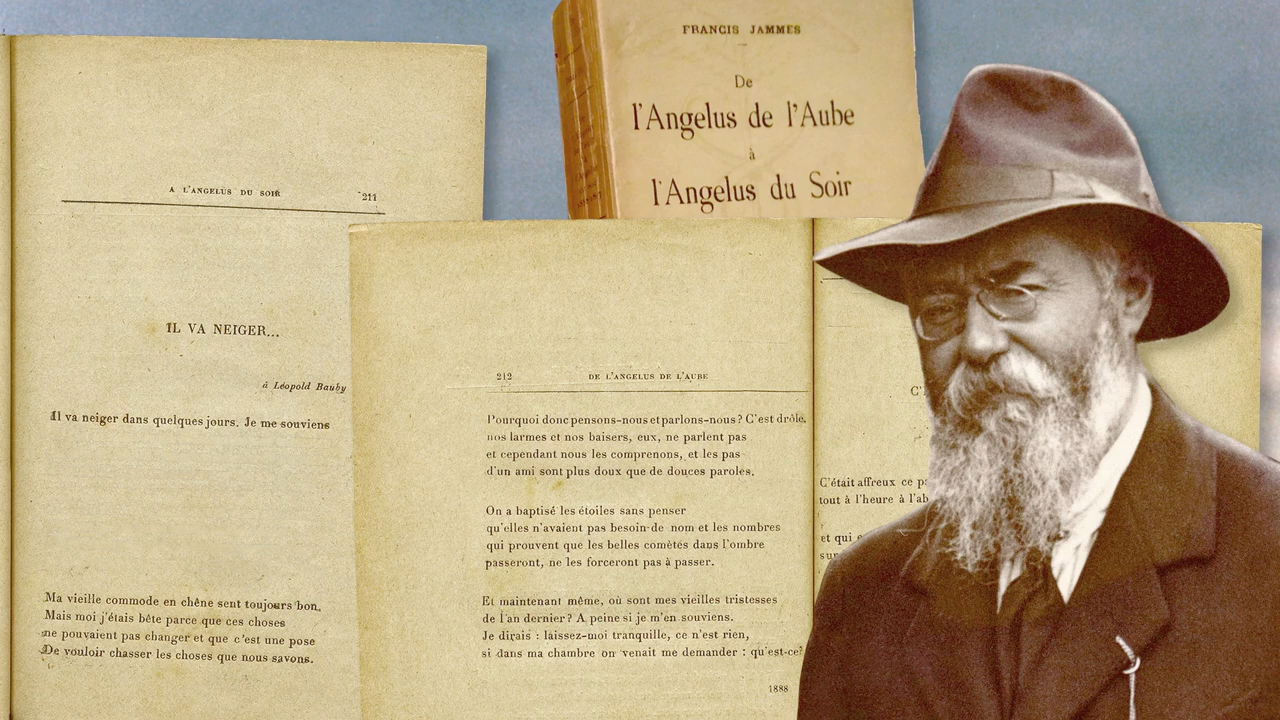 A L'ANGELUS DU SOIR 211
IL VA NEIGER...
à Léopold Bauby
Il va neiger dans quelques jours. Je me souviens
Ma vieille commode en chêne sent toujours bon.
Mais moi j'étais bête parce que ces choses
ne pouvaient pas changer et que c'est une pose
De vouloir chasser les choses que nous savons.
FRANCIS JAMMES
De
l'Angelus de l'Aube
à
l'Angelus du Soir
212 DE L'ANGELUS DE L'AUBE
Pourquoi donc pensons-nous et parlons-nous? C'est drôle,
nos larmes et nos baisers, eux, ne parlent pas
et cependant nous les comprenons, et les pas
d'un ami sont plus doux que de douces paroles.
On a baptisé les étoiles sans penser
qu'elles n'avaient pas besoin de nom et les nombres
qui prouvent que les belles comètes dans l'ombre
passeront, ne les forceront pas à passer.
Et maintenant même, où sont mes vieilles tristesses
de l'an dernier? A peine si je m'en souviens.
Je dirais : laissez-moi tranquille, ce n'est rien,
si dans ma chambre on venait me demander : qu'est-ce?
1888
C'était affreux ce
tout à l'heure à
et qui